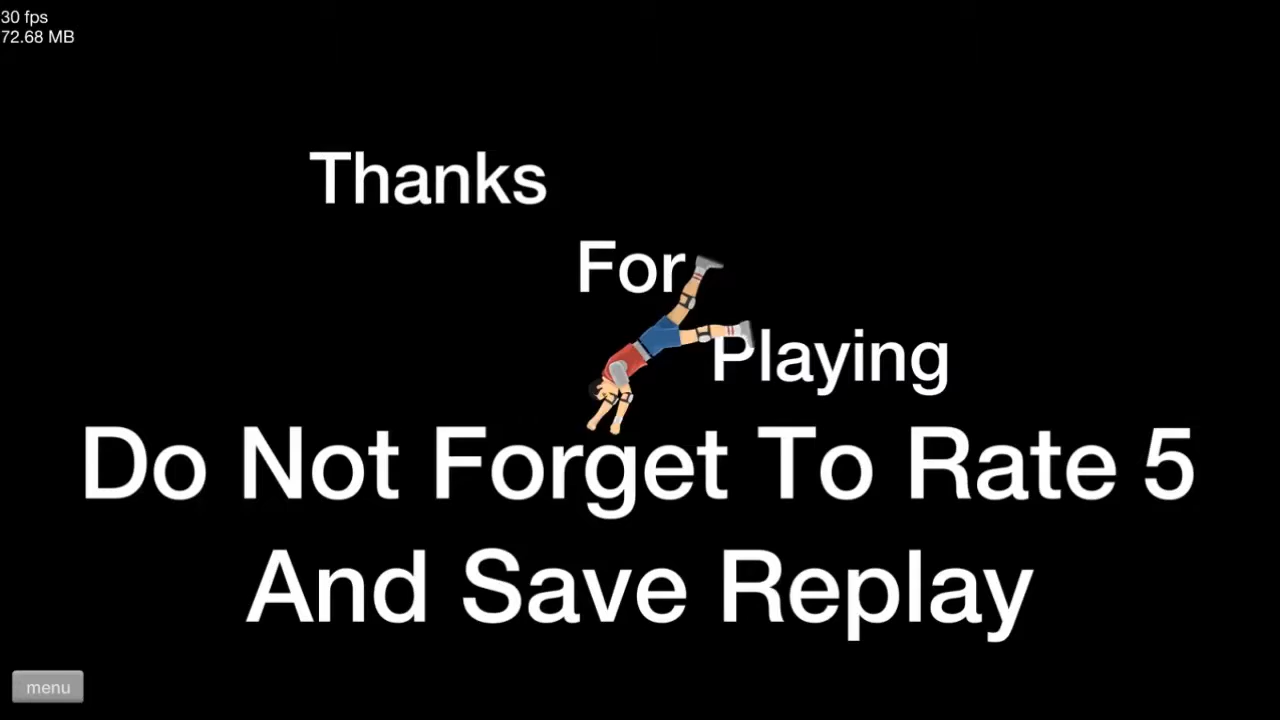 30 fps
72.68 MB
Thanks
For
Playing
Do Not Forget To Rate 5
And Save Replay
menu